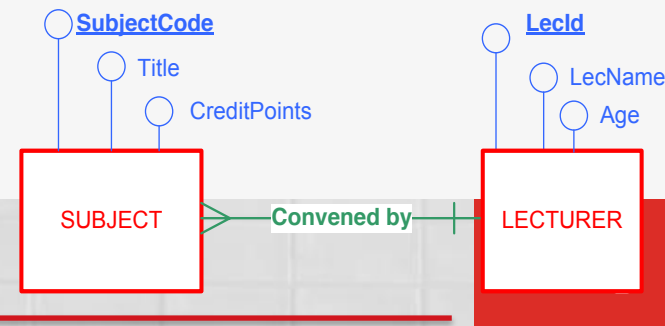 SubjectCode
Title
CreditPoints
LecId
LecName
Age
SUBJECT
Convened by
LECTURER